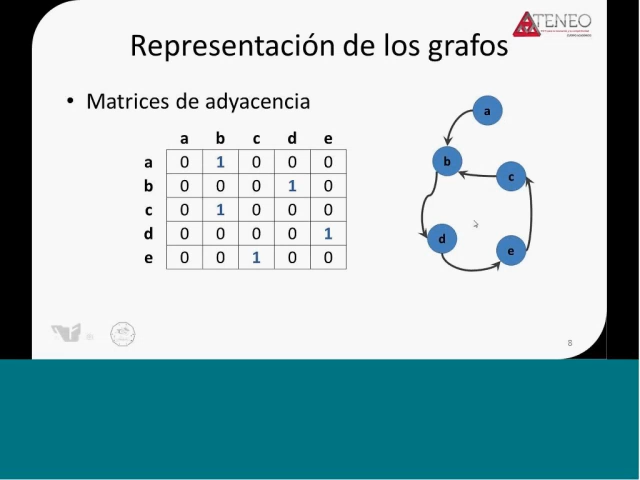 ATENEO
Representación de los grafos
• Matrices de adyacencia
a b c d e
a 0 1 0 0 0
b 0 0 0 1 0
c 0 1 0 0 0
d 0 0 0 0 1
e 0 0 1 0 0
a
b
c
d
e
8